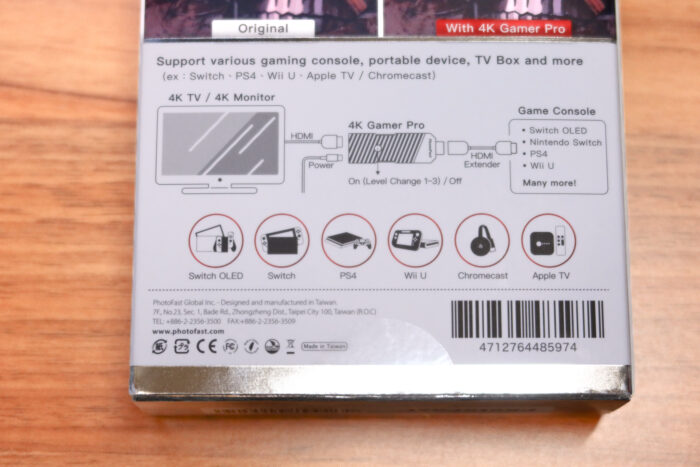 Original
With 4K Gamer Pro
Support various gaming console, portable device, TV Box and more
(ex : Switch、PS4、Wii U、Apple TV / Chromecast)
4K TV / 4K Monitor
HDMI
Power
4K Gamer Pro
On (Level Change 1-3) / Off
HDMI
Extender
Game Console
• Switch OLED
• Nintendo Switch
• PS4
• Wii U
Many more!
Switch OLED
Switch
PS4
Wii U
Chromecast
Apple TV
PhotoFast Global Inc. - Designed and manufactured in Taiwan.
7F, No.23, Sec. 1, Bade Rd., Zhongzheng Dist., Taipei City 100, Taiwan (R.O.C)
TEL: +886-2-2356-3500 FAX:+886-2-2356-3509
www.photofast.com
CE
FC
Made in Taiwan
4712764485974